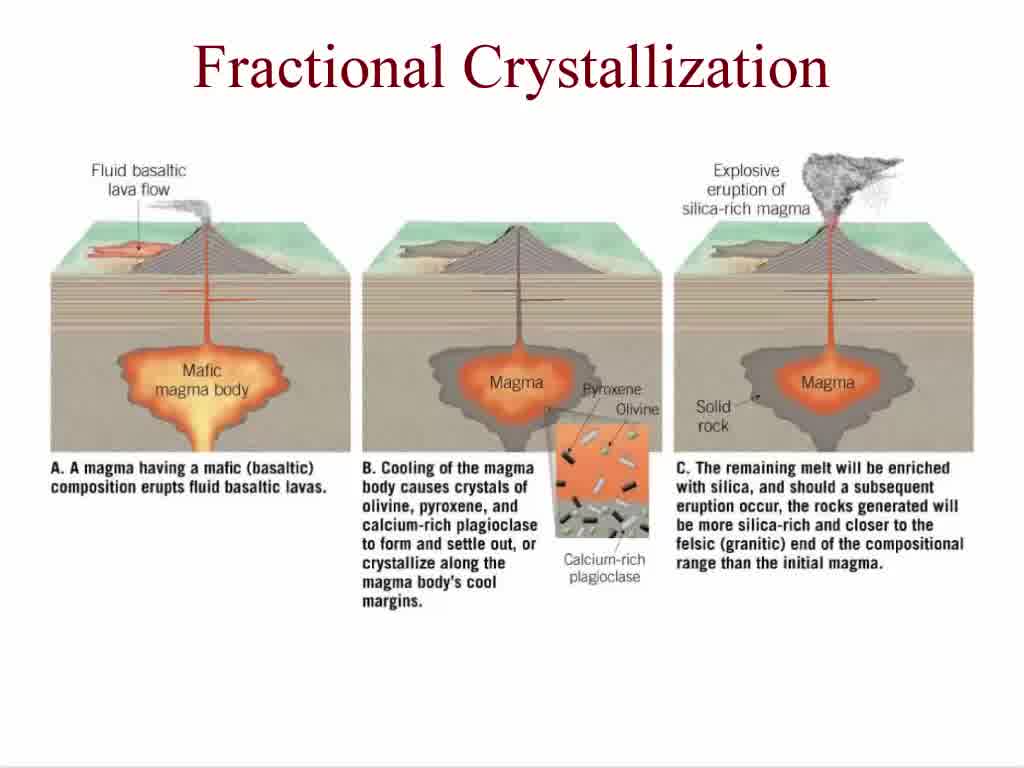 Fractional Crystallization
Fluid basaltic
lava flow
Mafic
magma body
A. A magma having a mafic (basaltic)
composition erupts fluid basaltic lavas.
Magma
Pyroxene
Olivine
B. Cooling of the magma
body causes crystals of
olivine, pyroxene, and
calcium-rich plagioclase
to form and settle out, or
crystallize along the
magma body's cool
margins.
Calcium-rich
plagioclase
Explosive
eruption of
silica-rich magma
Magma
Solid
rock
C. The remaining melt will be enriched
with silica, and should a subsequent
eruption occur, the rocks generated will
be more silica-rich and closer to the
felsic (granitic) end of the compositional
range than the initial magma.